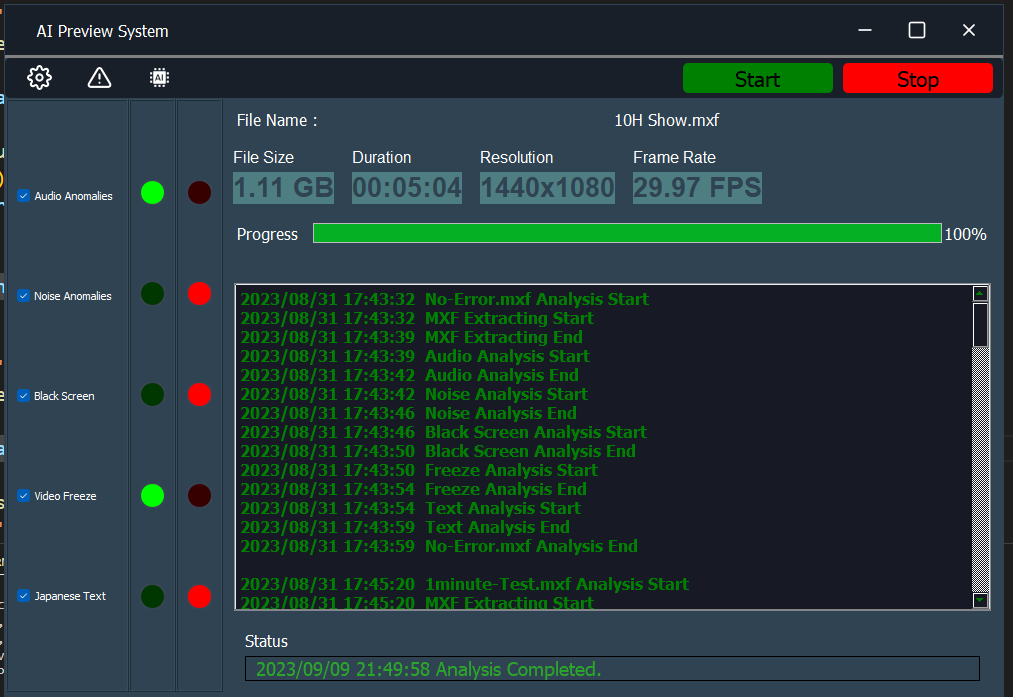 AI Preview System
AI
Start
Stop
File Name :
10H Show.mxf
File Size
Duration
Resolution
Frame Rate
1.11 GB
00:05:04
1440x1080
29.97 FPS
Progress
100%
Audio Anomalies
Noise Anomalies
Black Screen
Video Freeze
Japanese Text
2023/08/31 17:43:32 No-Error.mxf Analysis Start
2023/08/31 17:43:32 MXF Extracting Start
2023/08/31 17:43:39 MXF Extracting End
2023/08/31 17:43:39 Audio Analysis Start
2023/08/31 17:43:42 Audio Analysis End
2023/08/31 17:43:42 Noise Analysis Start
2023/08/31 17:43:46 Noise Analysis End
2023/08/31 17:43:46 Black Screen Analysis Start
2023/08/31 17:43:50 Black Screen Analysis End
2023/08/31 17:43:50 Freeze Analysis Start
2023/08/31 17:43:54 Freeze Analysis End
2023/08/31 17:43:54 Text Analysis Start
2023/08/31 17:43:59 Text Analysis End
2023/08/31 17:43:59 No-Error.mxf Analysis End
2023/08/31 17:45:20 1minute-Test.mxf Analysis Start
2023/08/31 17:45:20 MXF Extracting Start
Status
2023/09/09 21:49:58 Analysis Completed.